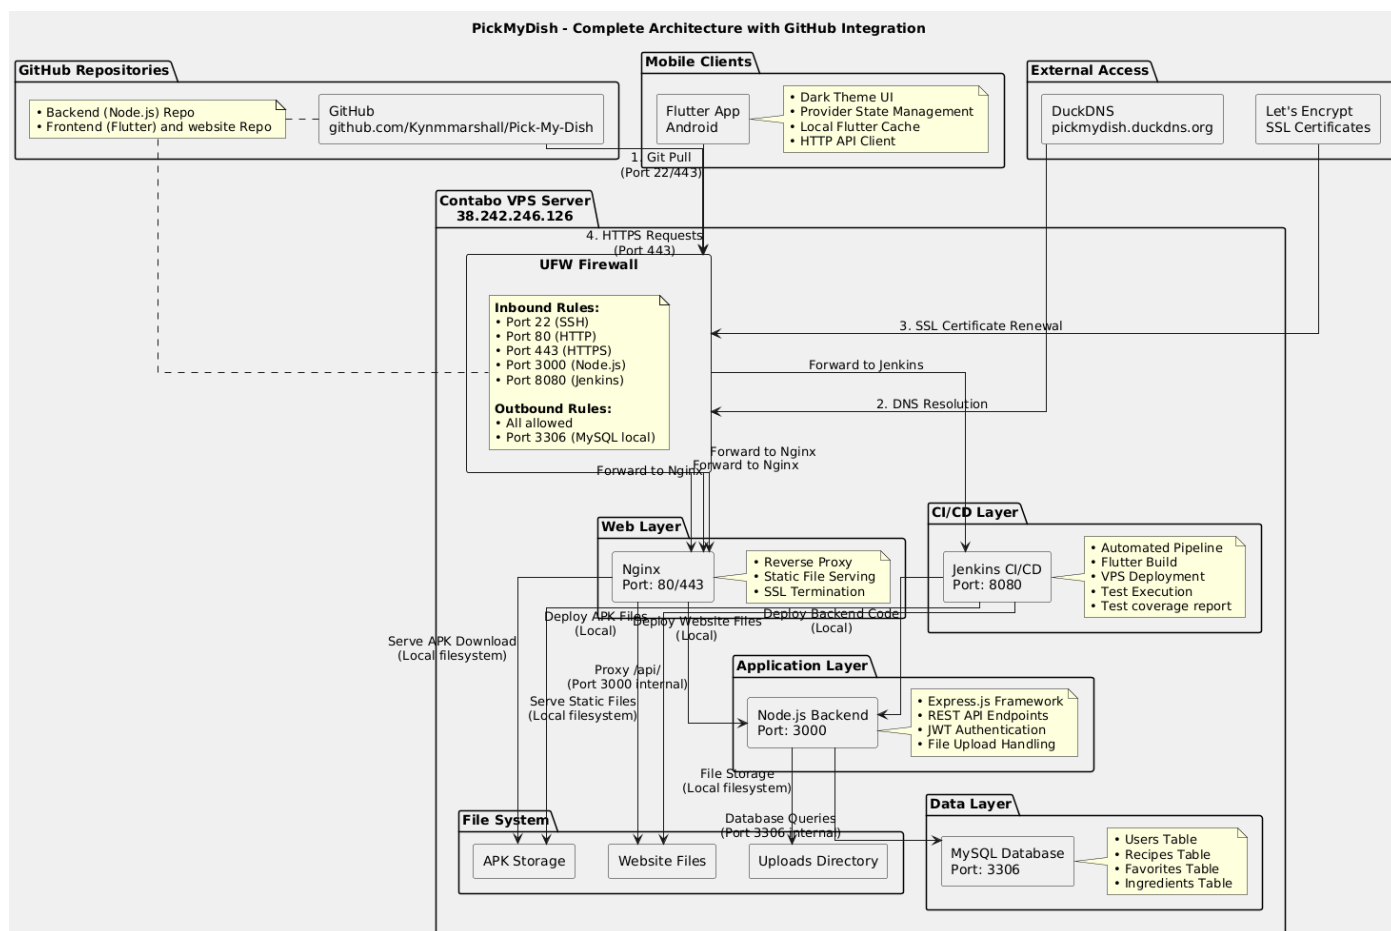 PickMyDish - Complete Architecture with GitHub Integration
GitHub Repositories
• Backend (Node.js) Repo
• Frontend (Flutter) and website Repo
GitHub
github.com/Kynmmarshall/Pick-My-Dish
Mobile Clients
Flutter App
Android
• Dark Theme UI
• Provider State Management
• Local Flutter Cache
• HTTP API Client
External Access
DuckDNS
pickmydish.duckdns.org
Let's Encrypt
SSL Certificates
1. Git Pull
(Port 22/443)
Contabo VPS Server
38.242.246.126
4. HTTPS Requests
(Port 443)
UFW Firewall
Inbound Rules:
• Port 22 (SSH)
• Port 80 (HTTP)
• Port 443 (HTTPS)
• Port 3000 (Node.js)
• Port 8080 (Jenkins)
Outbound Rules:
• All allowed
• Port 3306 (MySQL local)
3. SSL Certificate Renewal
Forward to Jenkins
2. DNS Resolution
Forward to Nginx
Forward to Nginx
Forward to Nginx
Web Layer
Nginx
Port: 80/443
• Reverse Proxy
• Static File Serving
• SSL Termination
CI/CD Layer
Jenkins CI/CD
Port: 8080
• Automated Pipeline
• Flutter Build
• VPS Deployment
• Test Execution
• Test coverage report
Deploy APK Files
(Local)
Deploy Website Files
(Local)
Deploy Backend Code
(Local)
Serve APK Download
(Local filesystem)
Proxy /api/
(Port 3000 internal)
Serve Static Files
(Local filesystem)
Application Layer
Node.js Backend
Port: 3000
• Express.js Framework
• REST API Endpoints
• JWT Authentication
• File Upload Handling
File Storage
(Local filesystem)
Database Queries
(Port 3306 internal)
File System
APK Storage
Website Files
Uploads Directory
Data Layer
MySQL Database
Port: 3306
• Users Table
• Recipes Table
• Favorites Table
• Ingredients Table